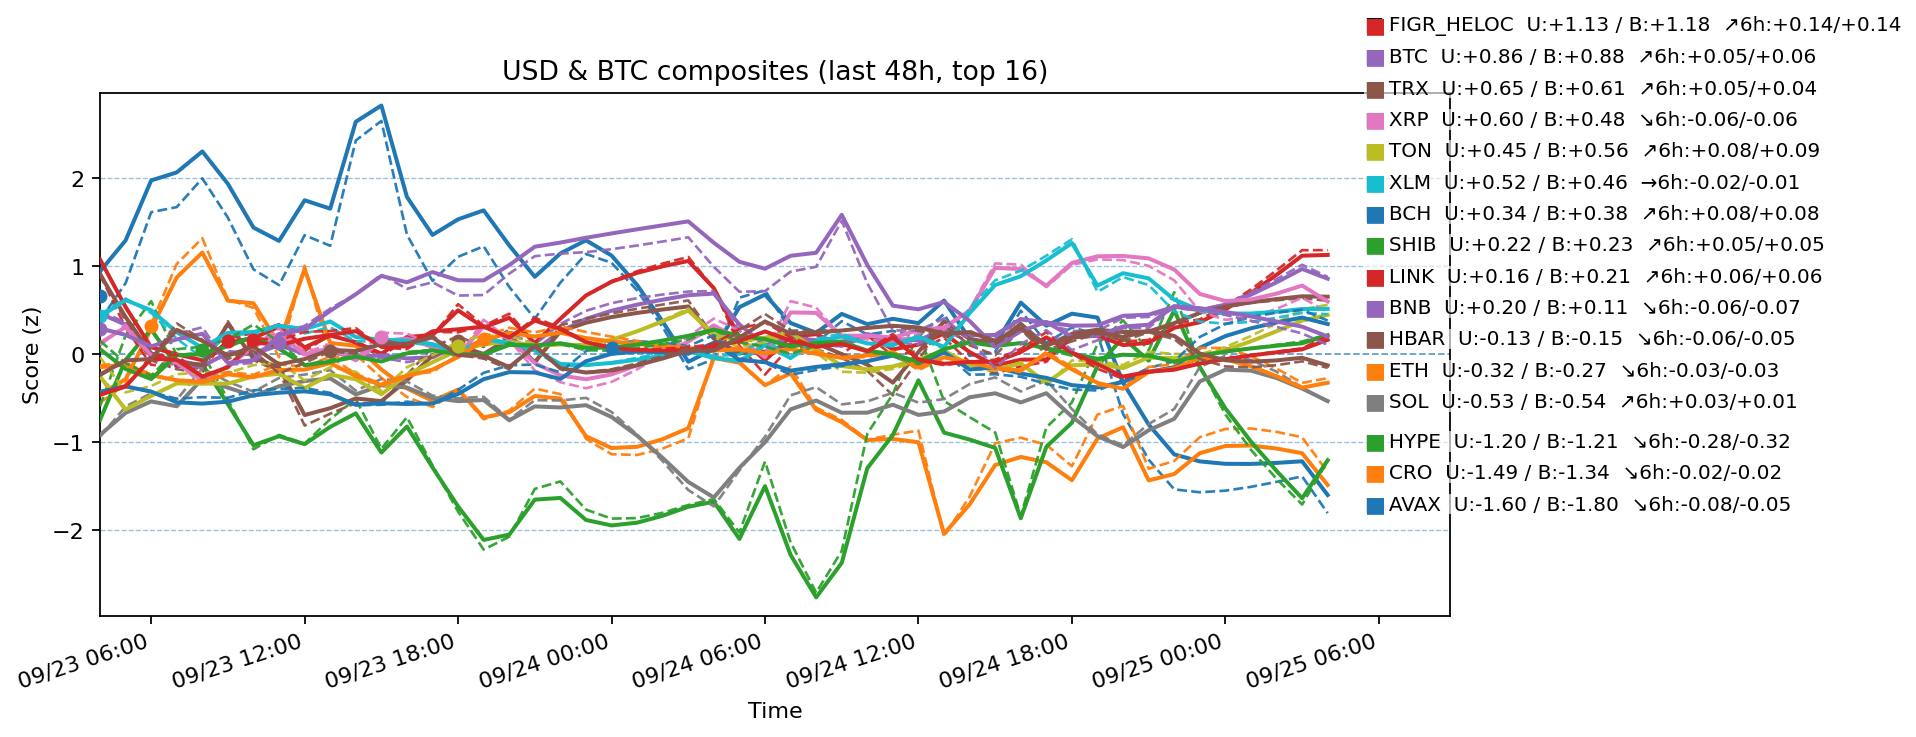 FIGR_HELOC U:+1.13 / B:+1.18 ↗6h:+0.14/+0.14
USD & BTC composites (last 48h, top 16)
BTC U:+0.86 / B:+0.88 ↗6h:+0.05/+0.06
TRX U:+0.65 / B:+0.61 ↗6h:+0.05/+0.04
XRP U:+0.60 / B:+0.48 ↘6h:-0.06/-0.06
TON U:+0.45 / B:+0.56 ↗6h:+0.08/+0.09
XLM U:+0.52 / B:+0.46 →6h:-0.02/-0.01
BCH U:+0.34 / B:+0.38 ↗6h:+0.08/+0.08
SHIB U:+0.22 / B:+0.23 ↗6h:+0.05/+0.05
LINK U:+0.16 / B:+0.21 ↗6h:+0.06/+0.06
BNB U:+0.20 / B:+0.11 ↘6h:-0.06/-0.07
HBAR U:-0.13 / B:-0.15 ↘6h:-0.06/-0.05
ETH U:-0.32 / B:-0.27 ↘6h:-0.03/-0.03
SOL U:-0.53 / B:-0.54 ↗6h:+0.03/+0.01
HYPE U:-1.20 / B:-1.21 ↘6h:-0.28/-0.32
CRO U:-1.49 / B:-1.34 ↘6h:-0.02/-0.02
AVAX U:-1.60 / B:-1.80 ↘6h:-0.08/-0.05
Score (z)
2
1
0
−1
−2
09/23 06:00
09/23 12:00
09/23 18:00
09/24 00:00
09/24 06:00
09/24 12:00
09/24 18:00
09/25 00:00
09/25 06:00
Time